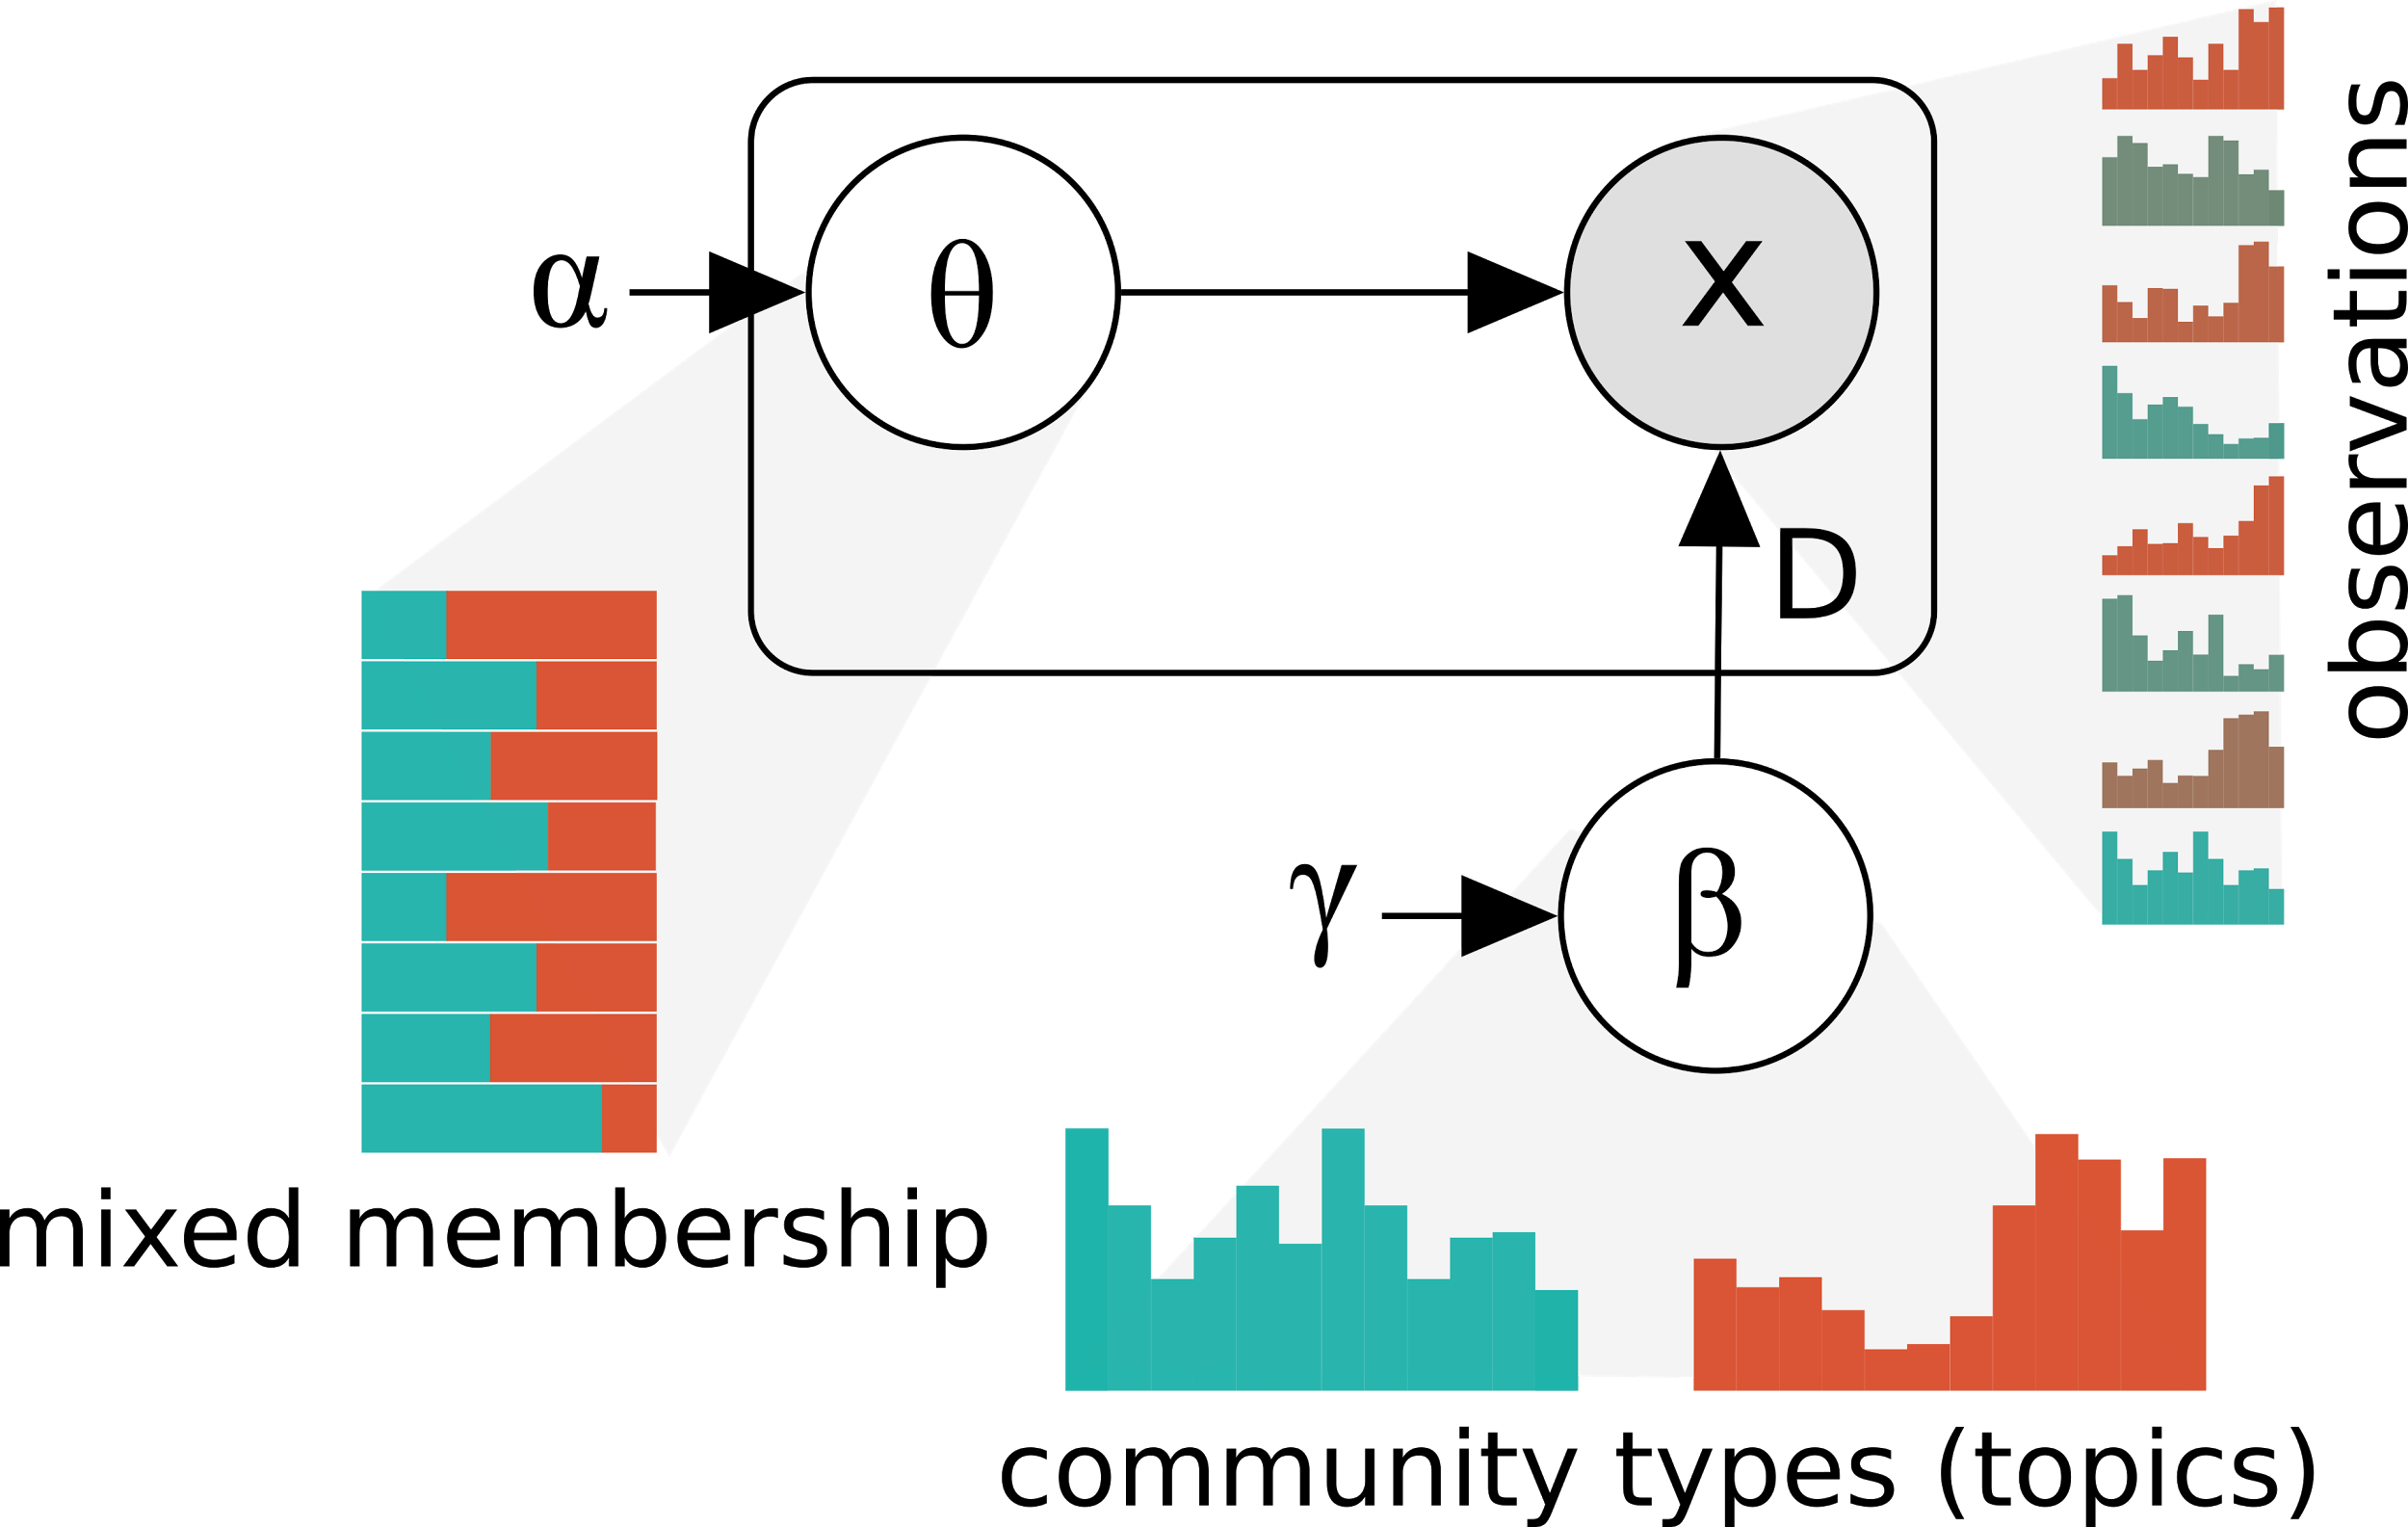 α
θ
x
D
γ
β
observations
mixed membership
community types (topics)